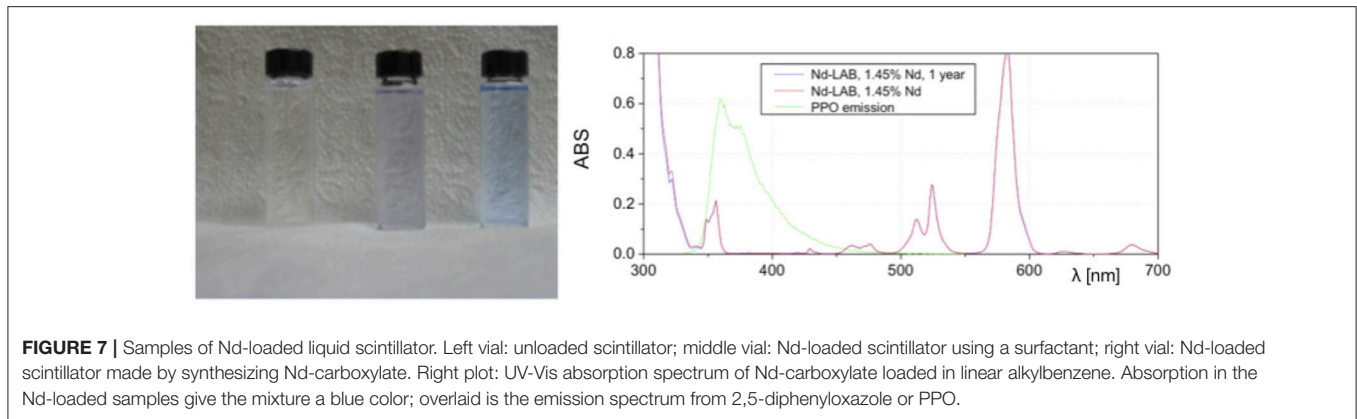 0.8
0.6
0.4
0.2
0.0
ABS
Nd-LAB, 1.45% Nd, 1 year
Nd-LAB, 1.45% Nd
PPO emission
300
400
500
600
700
λ [nm]
FIGURE 7 | Samples of Nd-loaded liquid scintillator. Left vial: unloaded scintillator; middle vial: Nd-loaded scintillator using a surfactant; right vial: Nd-loaded
scintillator made by synthesizing Nd-carboxylate. Right plot: UV-Vis absorption spectrum of Nd-carboxylate loaded in linear alkylbenzene. Absorption in the
Nd-loaded samples give the mixture a blue color; overlaid is the emission spectrum from 2,5-diphenyloxazole or PPO.